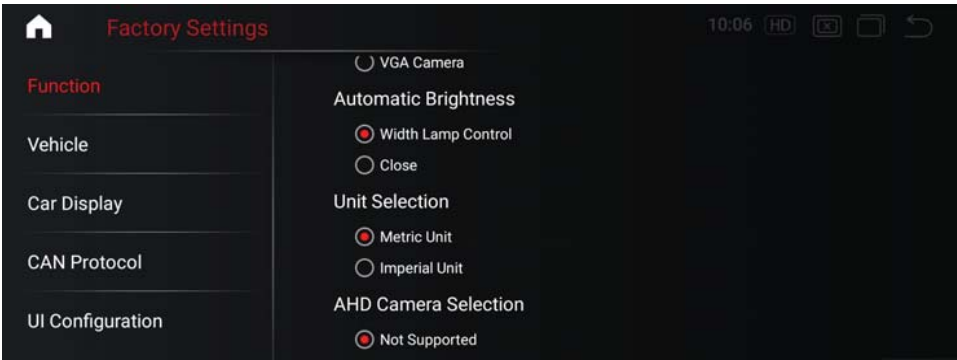 Factory Settings
10:06 HD
Function
Vehicle
Car Display
CAN Protocol
UI Configuration
VGA Camera
Automatic Brightness
Width Lamp Control
Close
Unit Selection
Metric Unit
Imperial Unit
AHD Camera Selection
Not Supported